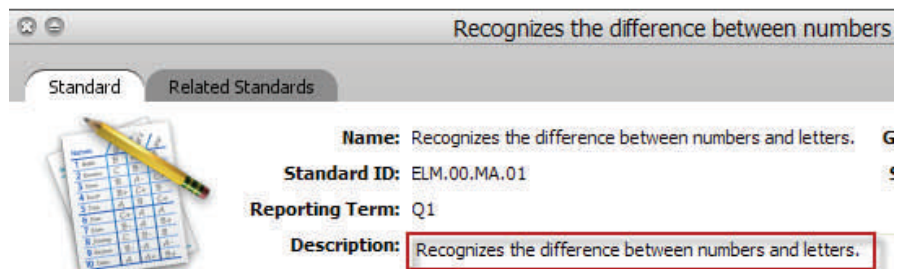 Recognizes the difference between numbers
Standard Related Standards
Name: Recognizes the difference between numbers and letters. G
Standard ID: ELM.00.MA.01
Reporting Term: Q1
Description: Recognizes the difference between numbers and letters.